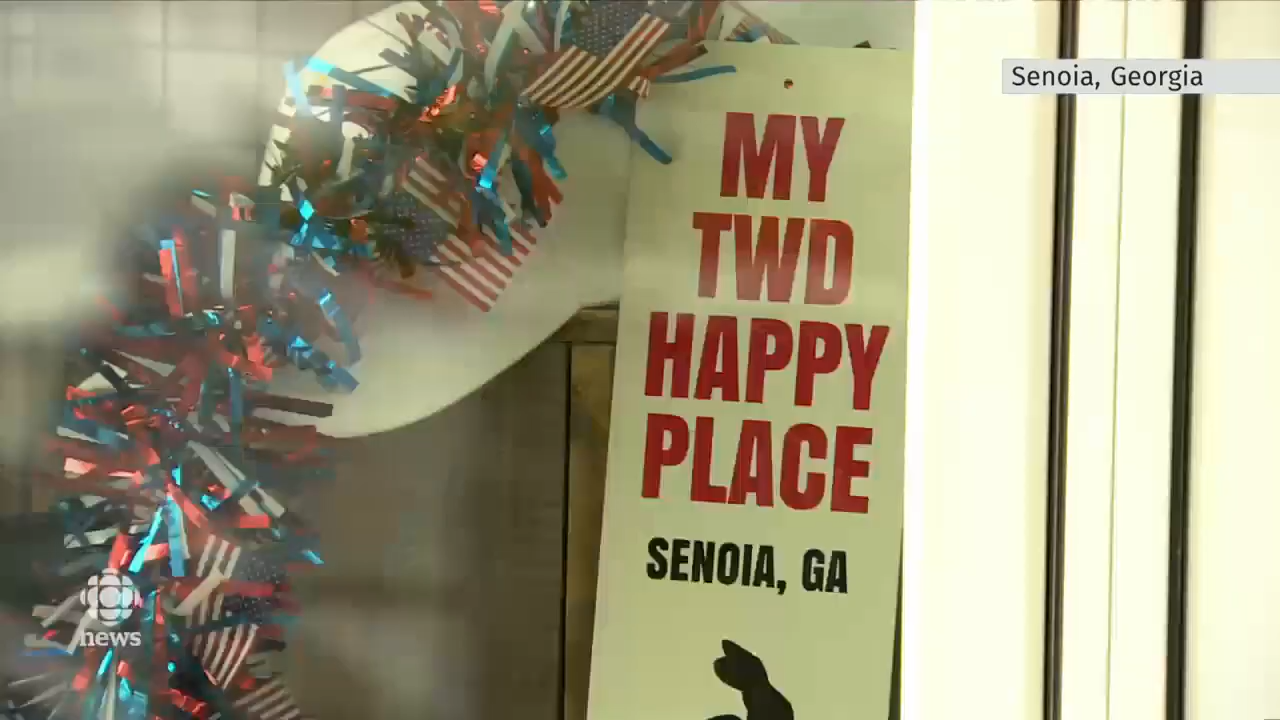 Senoia, Georgia
MY
TWD
HAPPY
PLACE
SENOIA, GA
news